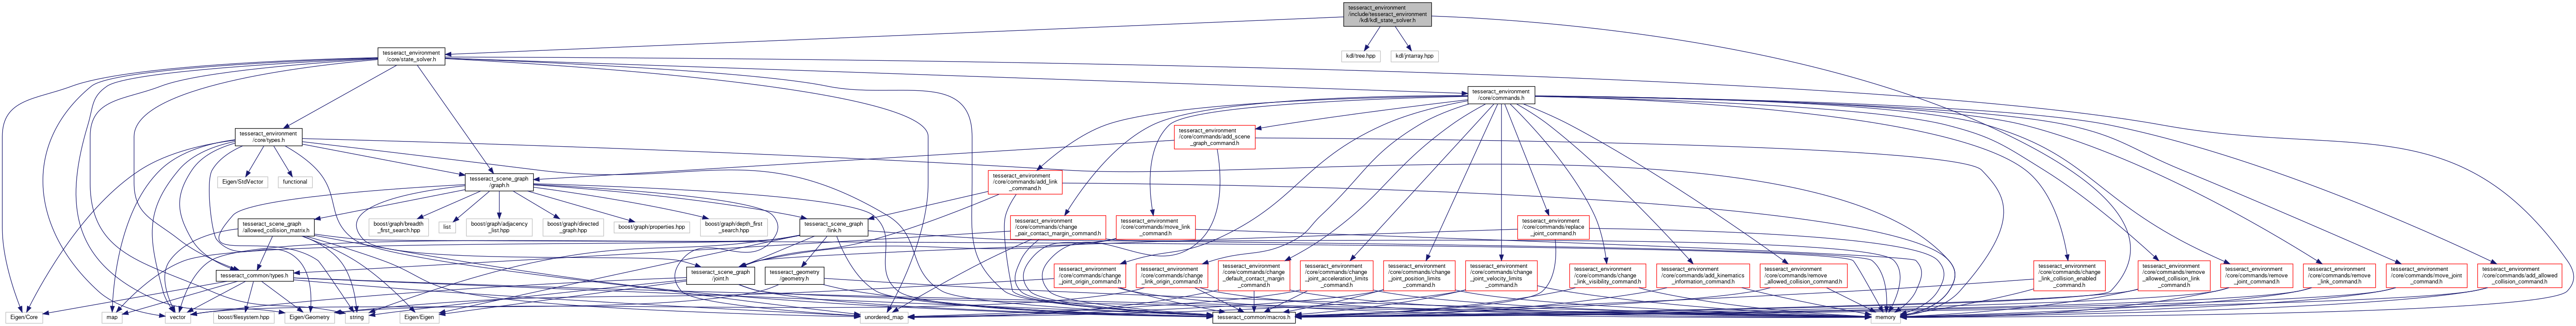 tesseract_environment
/include/tesseract_environment
/kdl/kdl_state_solver.h
tesseract_environment
/core/state_solver.h
kdl/tree.hpp
kdl/jntarray.hpp
tesseract_environment
/core/commands.h
tesseract_environment
/core/types.h
tesseract_environment
/core/commands/add_scene
_graph_command.h
Eigen/StdVector
functional
tesseract_scene_graph
/graph.h
tesseract_environment
/core/commands/add_link
_command.h
tesseract_scene_graph
/allowed_collision_matrix.h
boost/graph/breadth
_first_search.hpp
list
boost/graph/adjacency
_list.hpp
boost/graph/directed
_graph.hpp
boost/graph/properties.hpp
boost/graph/depth_first
_search.hpp
tesseract_scene_graph
/link.h
tesseract_environment
/core/commands/change
_pair_contact_margin_command.h
tesseract_environment
/core/commands/move_link
_command.h
tesseract_environment
/core/commands/replace
_joint_command.h
tesseract_common/types.h
tesseract_scene_graph
/joint.h
tesseract_geometry
/geometry.h
tesseract_environment
/core/commands/change
_joint_origin_command.h
tesseract_environment
/core/commands/change
_link_origin_command.h
tesseract_environment
/core/commands/change
_default_contact_margin
_command.h
tesseract_environment
/core/commands/change
_joint_acceleration_limits
_command.h
tesseract_environment
/core/commands/change
_joint_position_limits
_command.h
tesseract_environment
/core/commands/change
_joint_velocity_limits
_command.h
tesseract_environment
/core/commands/change
_link_visibility_command.h
tesseract_environment
/core/commands/add_kinematics
_information_command.h
tesseract_environment
/core/commands/remove
_allowed_collision_command.h
tesseract_environment
/core/commands/change
_link_collision_enabled
_command.h
tesseract_environment
/core/commands/remove
_allowed_collision_link
_command.h
tesseract_environment
/core/commands/remove
_joint_command.h
tesseract_environment
/core/commands/remove
_link_command.h
tesseract_environment
/core/commands/move_joint
_command.h
tesseract_environment
/core/commands/add_allowed
_collision_command.h
Eigen/Core
map
vector
boost/filesystem.hpp
Eigen/Geometry
string
Eigen/Eigen
unordered_map
tesseract_common/macros.h
memory